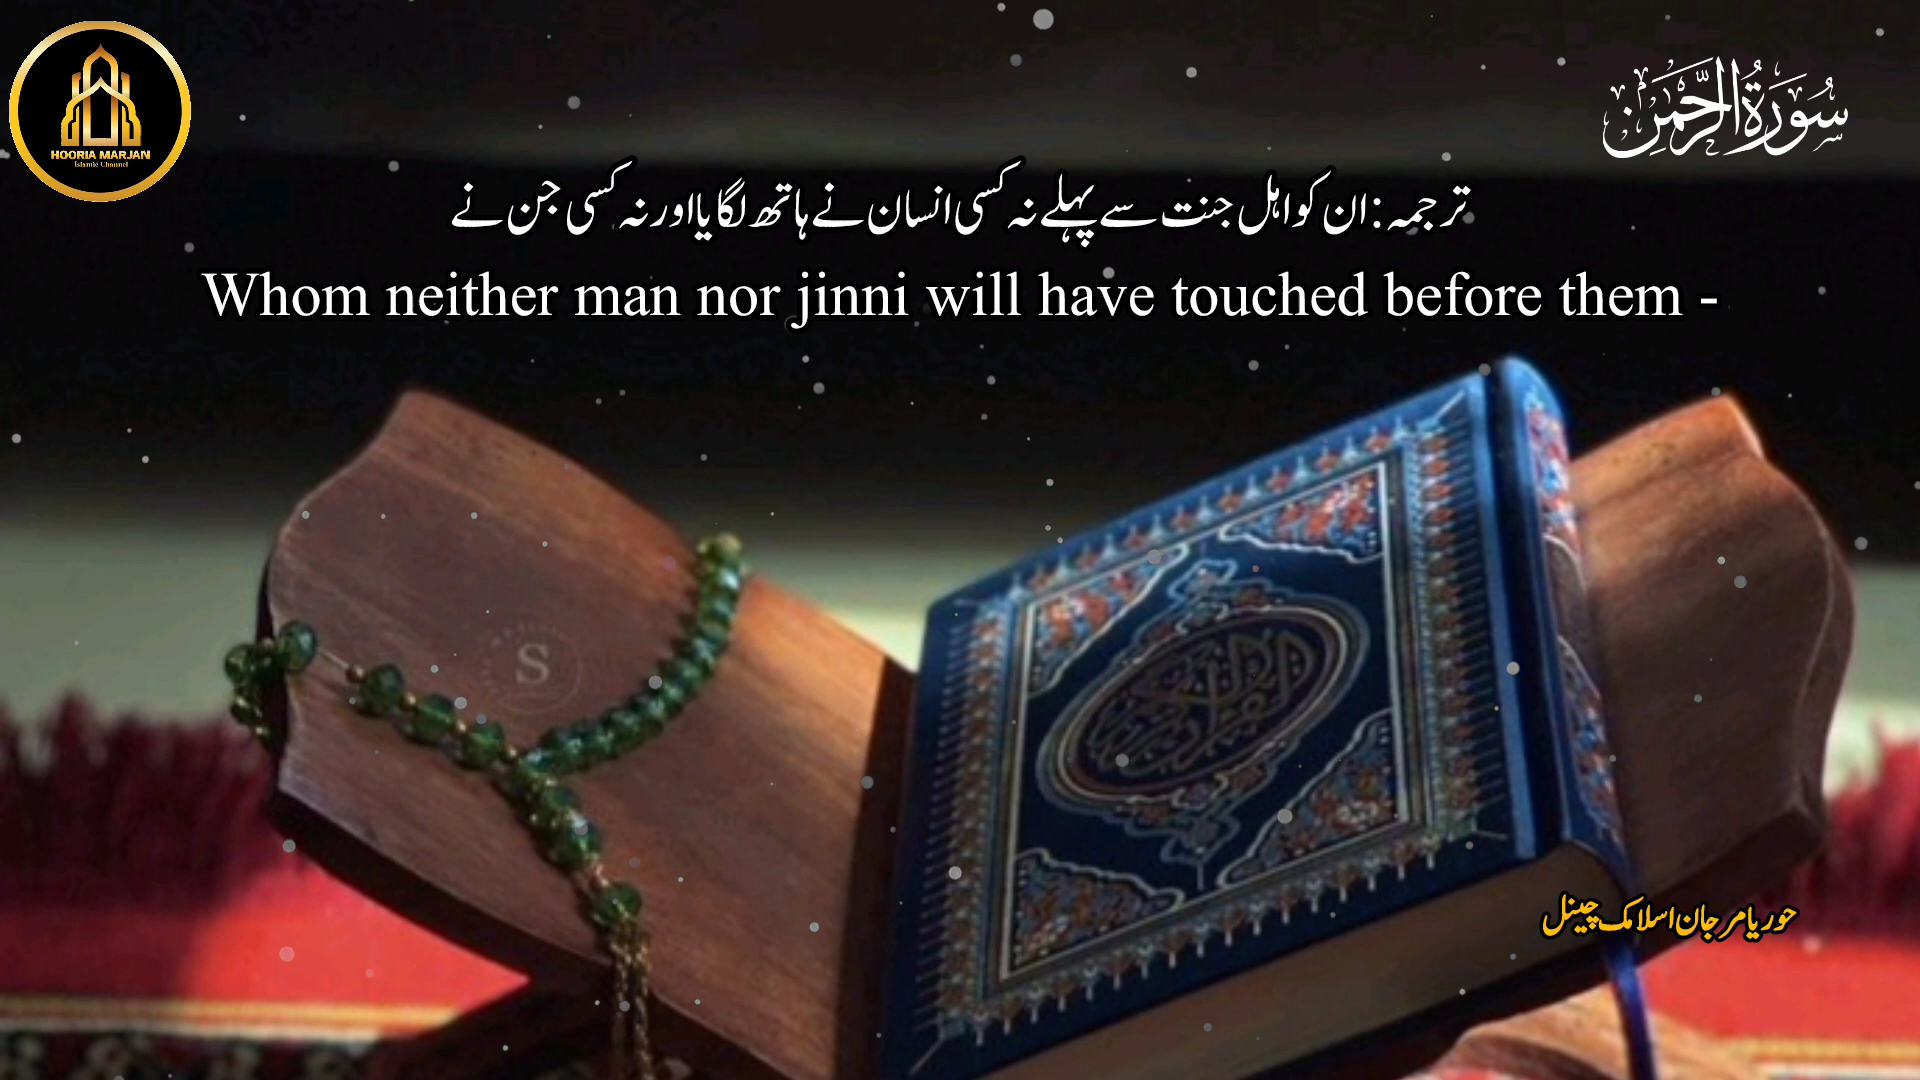 HOORIA MARJAN
Islamic Channel
سُورَةُ الرَّحْمَن
ترجمہ: ان کو اہل جنت سے پہلے نہ کسی انسان نے ہاتھ لگایا اور نہ کسی جن نے
Whom neither man nor jinni will have touched before them -
S
القرآن الكريم
حوریا مرجان اسلامک چینل